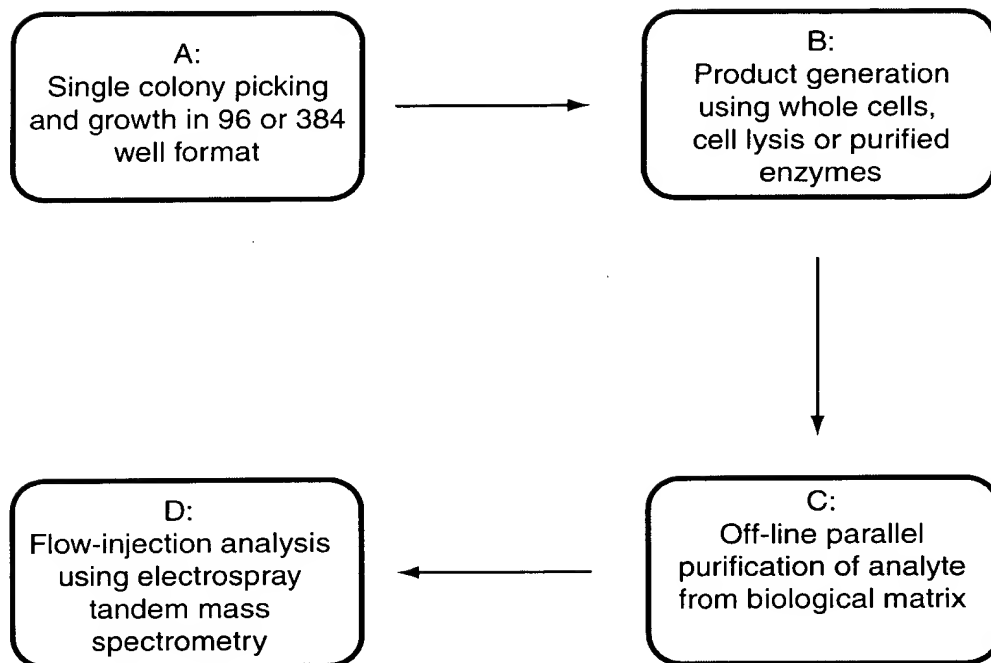 A:
Single colony picking
and growth in 96 or 384
well format
B:
Product generation
using whole cells,
cell lysis or purified
enzymes
C:
Off-line parallel
purification of analyte
from biological matrix
D:
Flow-injection analysis
using electrospray
tandem mass
spectrometry